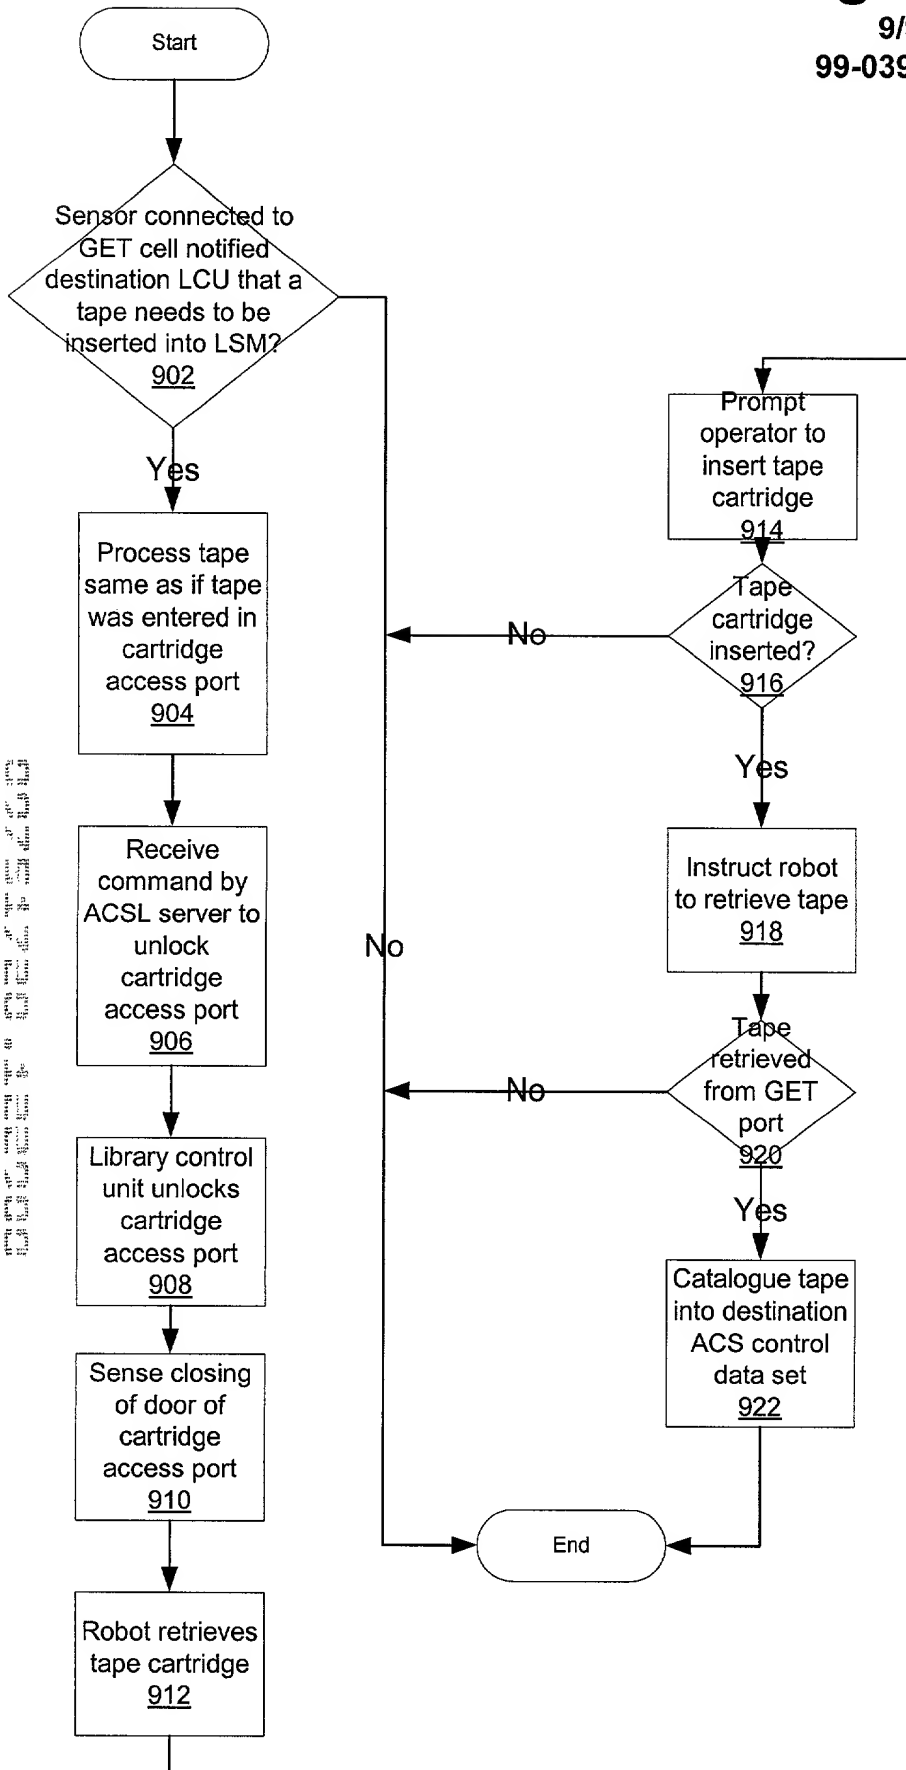 9/
99-039
Start
Sensor connected to
GET cell notified
destination LCU that a
tape needs to be
inserted into LSM?
902
Yes
Process tape
same as if tape
was entered in
cartridge
access port
904
Receive
command by
ACSL server to
unlock
cartridge
access port
906
Library control
unit unlocks
cartridge
access port
908
Sense closing
of door of
cartridge
access port
910
Robot retrieves
tape cartridge
912
No
Prompt
operator to
insert tape
cartridge
914
Tape
cartridge
inserted?
916
No
Yes
Instruct robot
to retrieve tape
918
Tape
retrieved
from GET
port
920
No
Yes
Catalogue tape
into destination
ACS control
data set
922
End